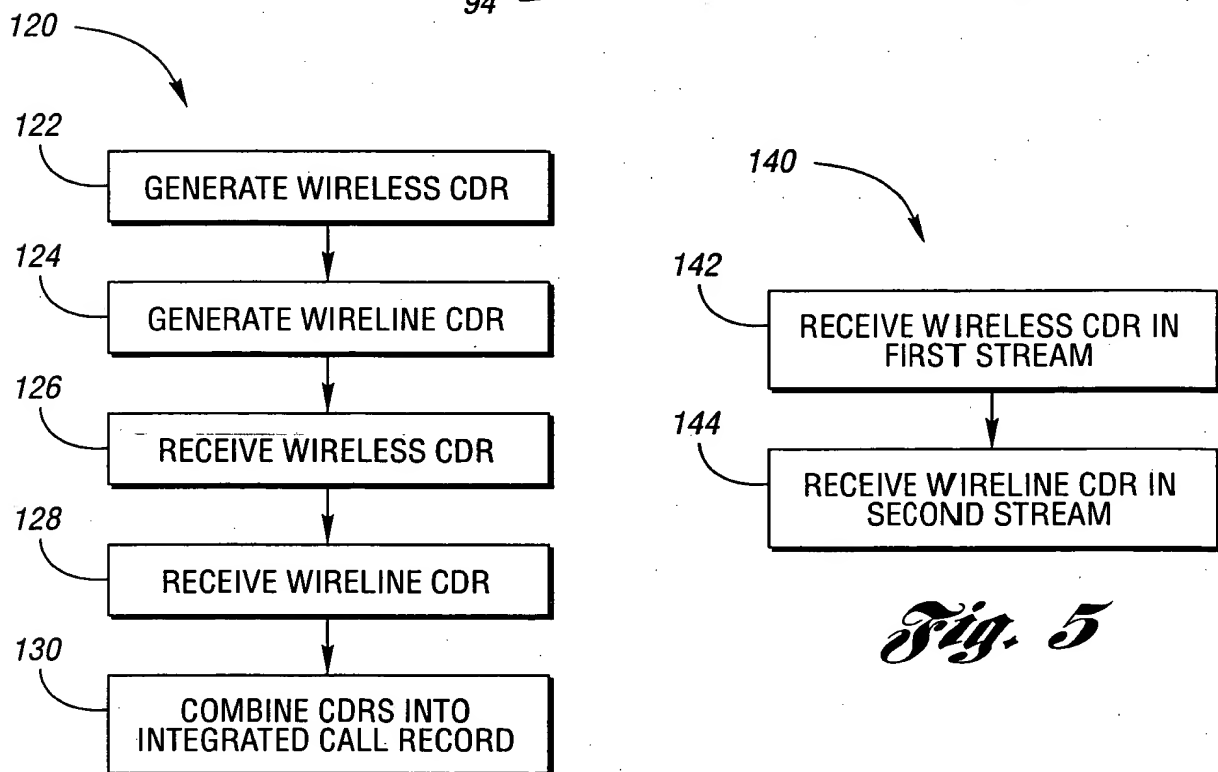 94
120
122
GENERATE WIRELESS CDR
124
GENERATE WIRELINE CDR
126
RECEIVE WIRELESS CDR
128
RECEIVE WIRELINE CDR
130
COMBINE CDRS INTO
INTEGRATED CALL RECORD
140
142
RECEIVE WIRELESS CDR IN
FIRST STREAM
144
RECEIVE WIRELINE CDR IN
SECOND STREAM
Fig. 5